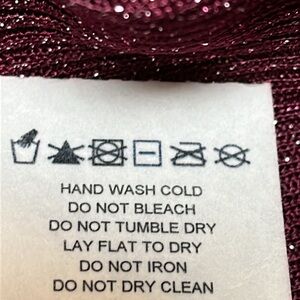 HAND WASH COLD
DO NOT BLEACH
DO NOT TUMBLE DRY
LAY FLAT TO DRY
DO NOT IRON
DO NOT DRY CLEAN